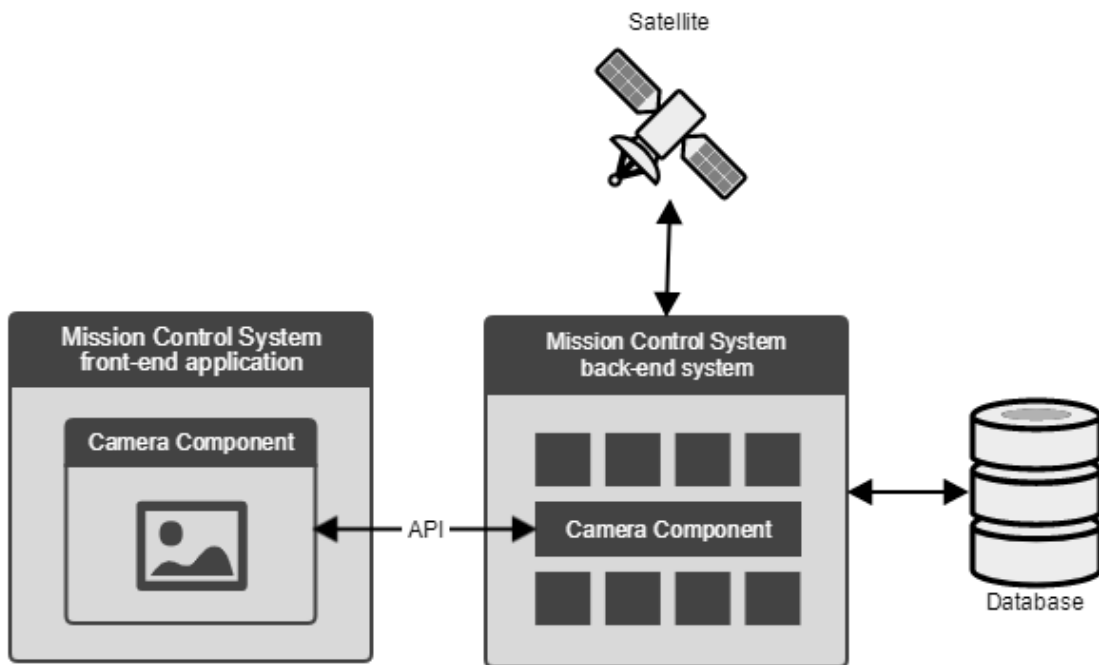 Satellite
Mission Control System
front-end application
Camera Component
API
Mission Control System
back-end system
Camera Component
Database